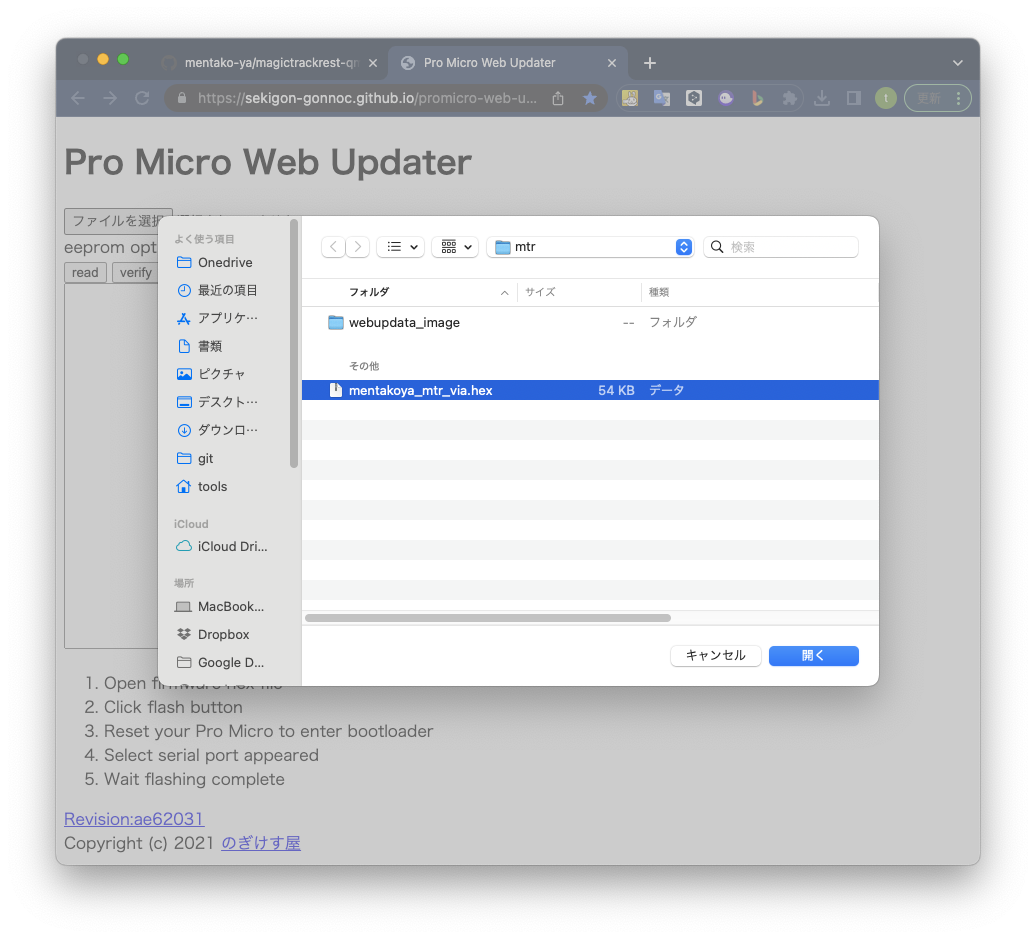 mentako-ya/magictrackrest-qm
Pro Micro Web Updater
https://sekigon-gonnoc.github.io/promicro-web-u...
t
更新
Pro Micro Web Updater
ファイルを選択
eeprom opt
read
verify
よく使う項目
Onedrive
最近の項目
アプリケ…
書類
ピクチャ
デスクト…
ダウンロ…
git
tools
iCloud
iCloud Dri...
場所
MacBook...
Dropbox
Google D...
mtr
検索
フォルダ
サイズ
種類
webupdata_image
--
フォルダ
その他
mentakoya_mtr_via.hex
54 KB
データ
キャンセル
開く
1. Open firmware hex file
2. Click flash button
3. Reset your Pro Micro to enter bootloader
4. Select serial port appeared
5. Wait flashing complete
Revision:ae62031
Copyright (c) 2021 のぎけす屋